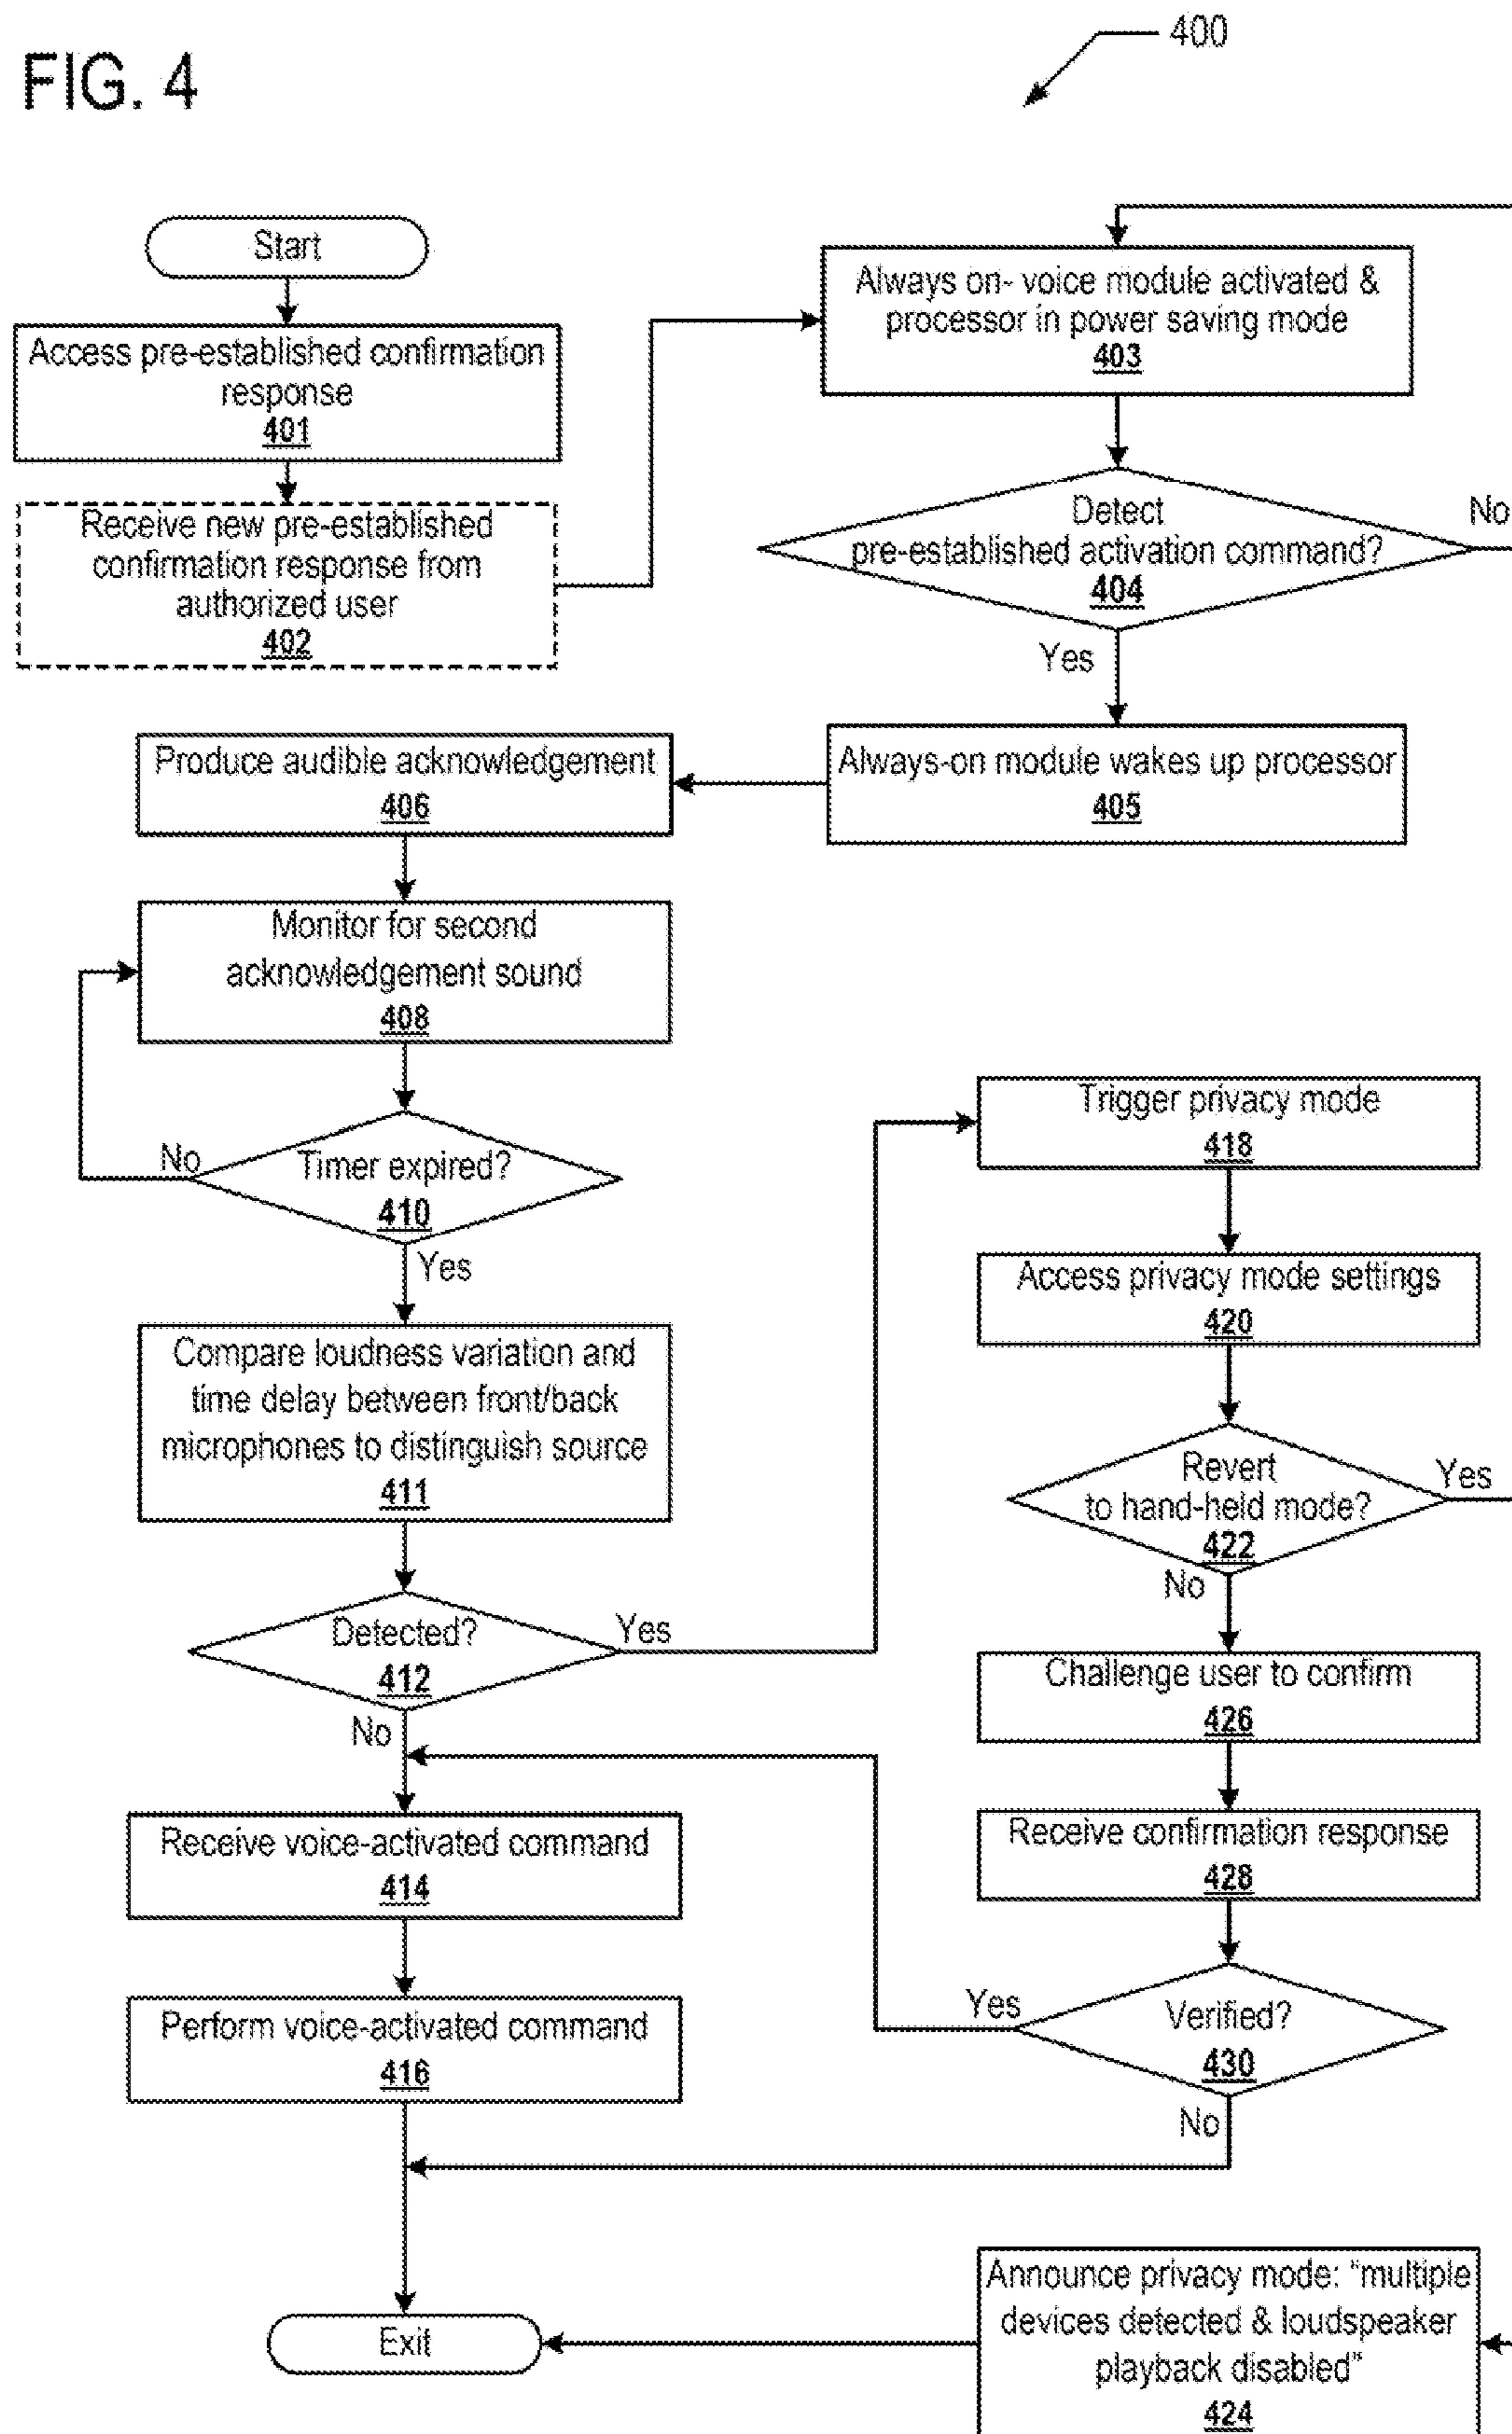 FIG. 4
400
Start
Access pre-established confirmation
response
401
Receive new pre-established
confirmation response from
authorized user
402
Always on- voice module activated &
processor in power saving mode
403
Detect
pre-established activation command?
404
No
Yes
Always-on module wakes up processor
405
Produce audible acknowledgement
406
Monitor for second
acknowledgement sound
408
Timer expired?
410
No
Yes
Compare loudness variation and
time delay between front/back
microphones to distinguish source
411
Detected?
412
Yes
No
Receive voice-activated command
414
Perform voice-activated command
416
Trigger privacy mode
418
Access privacy mode settings
420
Revert
to hand-held mode?
422
Yes
No
Challenge user to confirm
426
Receive confirmation response
428
Verified?
430
Yes
No
Announce privacy mode: "multiple
devices detected & loudspeaker
playback disabled"
424
Exit